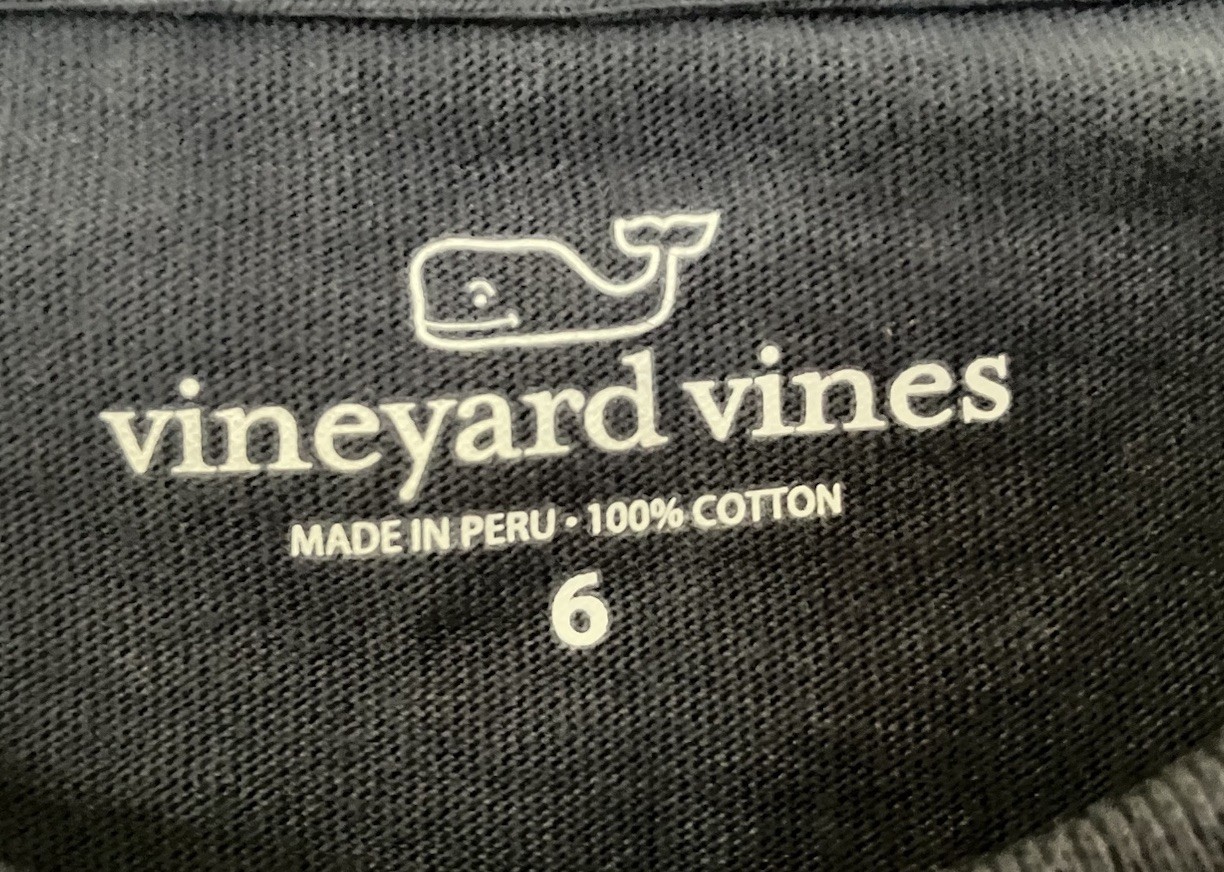 vineyard vines
MADE IN PERU • 100% COTTON
6